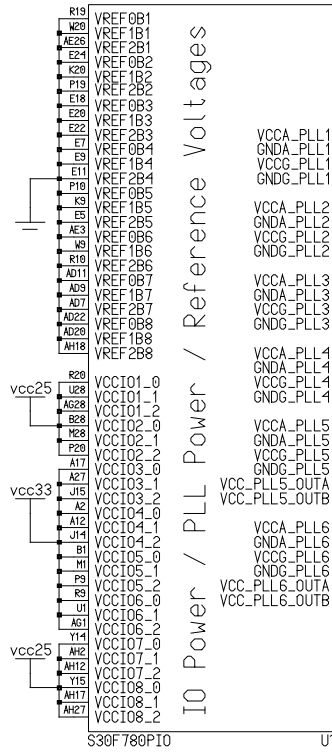 R19 VREF0B1
W20 VREF1B1
AE26 VREF2B1
E24 VREF0B2
K20 VREF1B2
P19 VREF2B2
E18 VREF0B3
E20 VREF1B3
E22 VREF2B3
E7 VREF0B4
E9 VREF1B4
E11 VREF2B4
P10 VREF0B5
K9 VREF1B5
E5 VREF2B5
AE3 VREF0B6
W9 VREF1B6
R10 VREF2B6
AD11 VREF0B7
AD9 VREF1B7
AD7 VREF2B7
AD22 VREF0B8
AD20 VREF1B8
AH18 VREF2B8
vcc25
R20 VCCIO1_0
U28 VCCIO1_1
AG28 VCCIO1_2
B28 VCCIO2_0
M28 VCCIO2_1
P20 VCCIO2_2
vcc33
A17 VCCIO3_0
A27 VCCIO3_1
J15 VCCIO3_2
A2 VCCIO4_0
A12 VCCIO4_1
J14 VCCIO4_2
B1 VCCIO5_0
M1 VCCIO5_1
P9 VCCIO5_2
R9 VCCIO6_0
U1 VCCIO6_1
AG1 VCCIO6_2
vcc25
Y14 VCCIO7_0
AH2 VCCIO7_1
AH12 VCCIO7_2
Y15 VCCIO8_0
AH17 VCCIO8_1
AH27 VCCIO8_2
IO Power / PLL Power / Reference Voltages
VCCA_PLL1
GNDA_PLL1
VCCG_PLL1
GNDG_PLL1
VCCA_PLL2
GNDA_PLL2
VCCG_PLL2
GNDG_PLL2
VCCA_PLL3
GNDA_PLL3
VCCG_PLL3
GNDG_PLL3
VCCA_PLL4
GNDA_PLL4
VCCG_PLL4
GNDG_PLL4
VCCA_PLL5
GNDA_PLL5
VCCG_PLL5
GNDG_PLL5
VCC_PLL5_OUTA
VCC_PLL5_OUTB
VCCA_PLL6
GNDA_PLL6
VCCG_PLL6
GNDG_PLL6
VCC_PLL6_OUTA
VCC_PLL6_OUTB
S30F780PIO